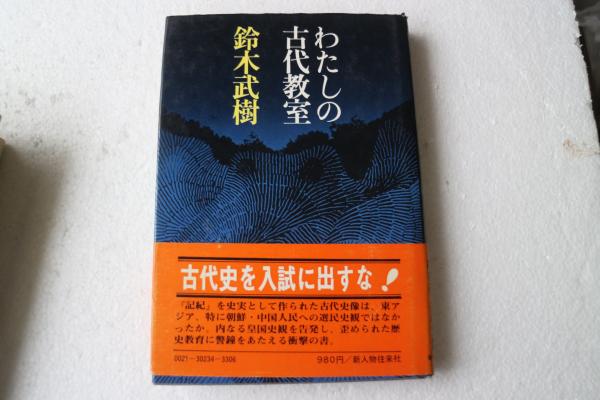 わたしの
古代教室
鈴木武樹
古代史を入試に出すな!
『記紀』を史実として作られた古代史像は、東ア
ジア、特に朝鮮・中国人民への選民史観ではなか
ったか。内なる皇国史観を告発し、歪められた歴
史教育に警鐘をあたえる衝撃の書。
0021-30234-3306
980円/新人物往来社